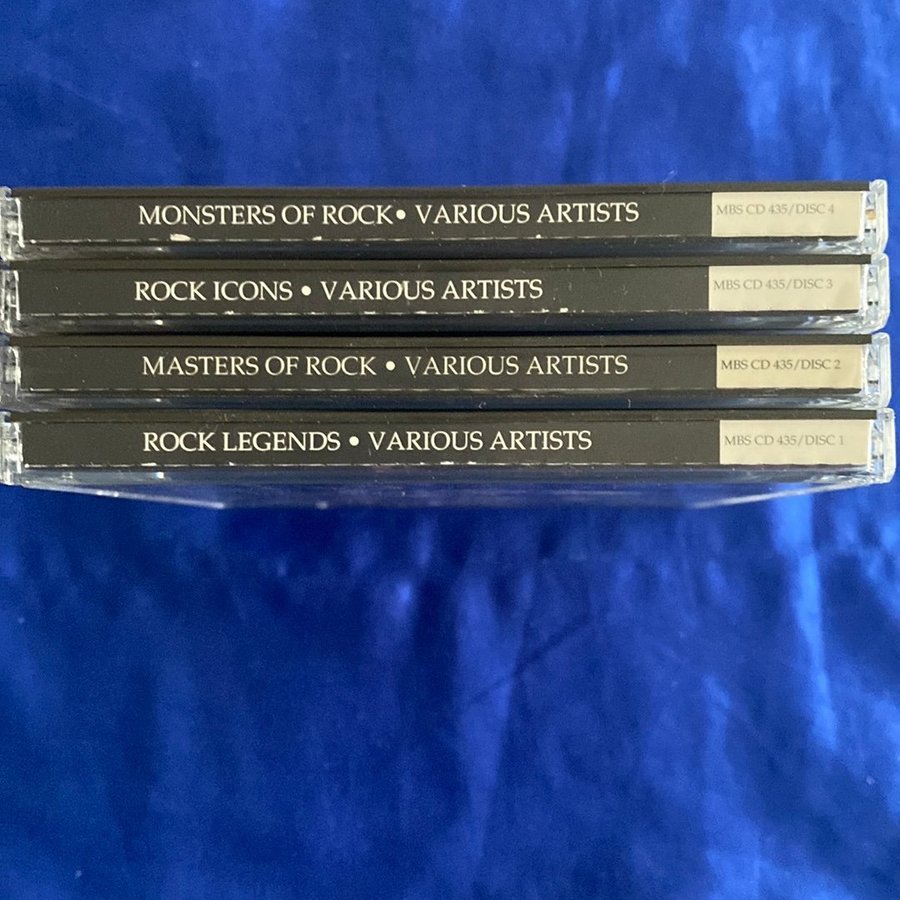 MONSTERS OF ROCK• VARIOUS ARTISTS MBS CD 435/DISC 4
ROCK ICONS • VARIOUS ARTISTS MBS CD 435/DISC 3
MASTERS OF ROCK • VARIOUS ARTISTS MBS CD 435/DISC 2
ROCK LEGENDS • VARIOUS ARTISTS MBS CD 435/DISC 1